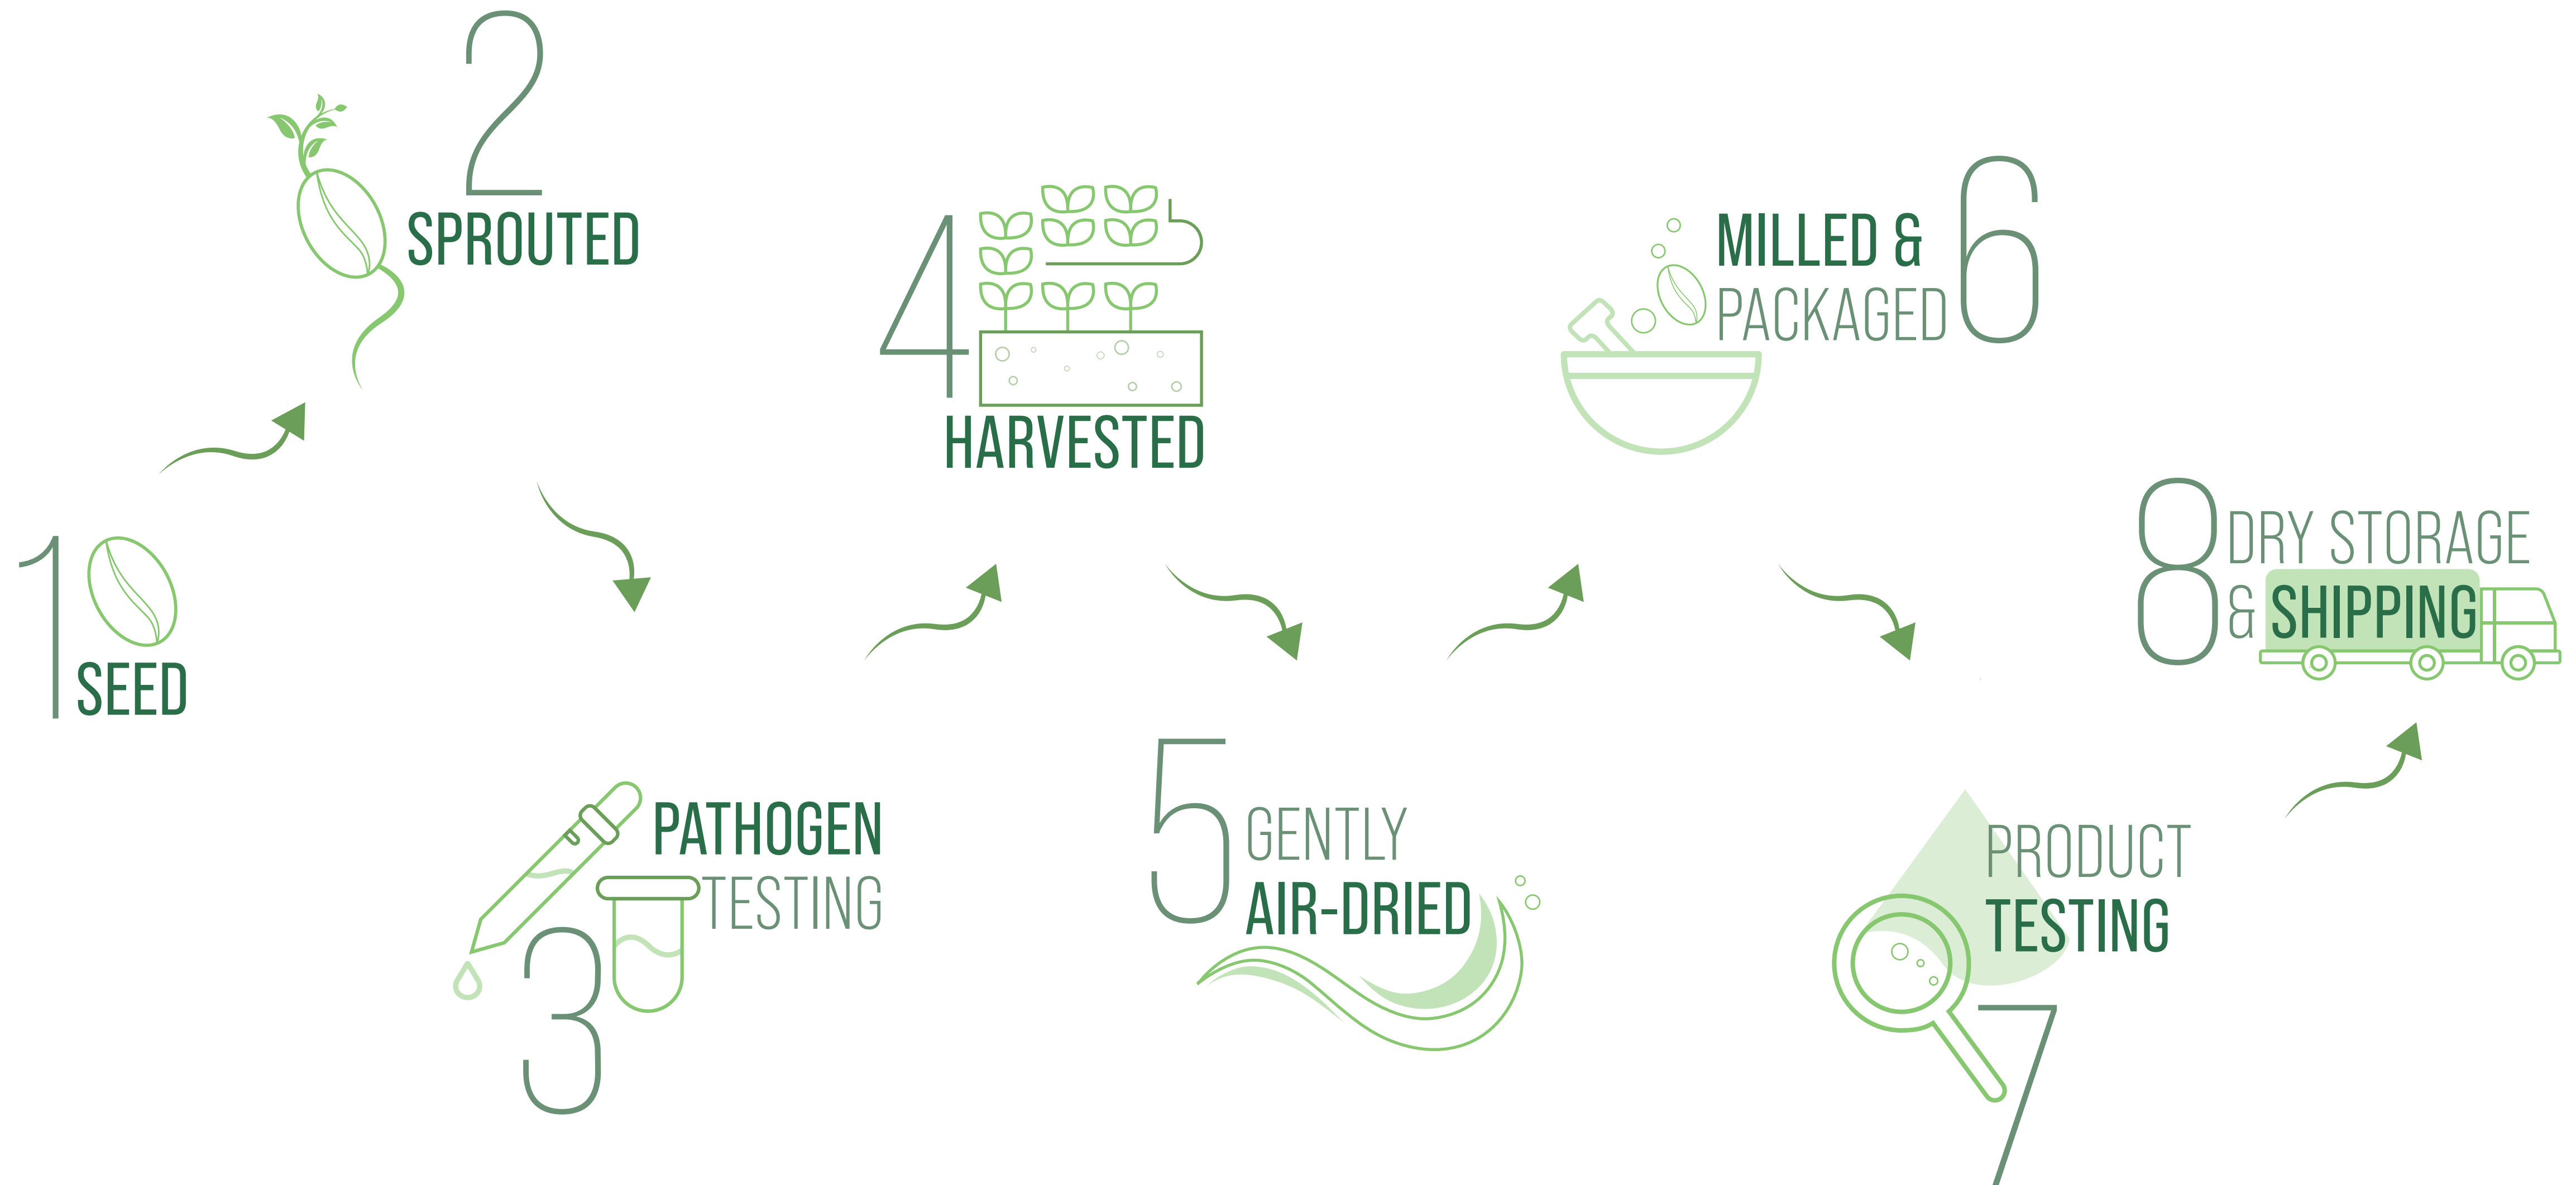 1
SEED
2
SPROUTED
3
PATHOGEN
TESTING
4
HARVESTED
5
GENTLY
AIR-DRIED
6
MILLED &
PACKAGED
7
PRODUCT
TESTING
8
DRY STORAGE
& SHIPPING